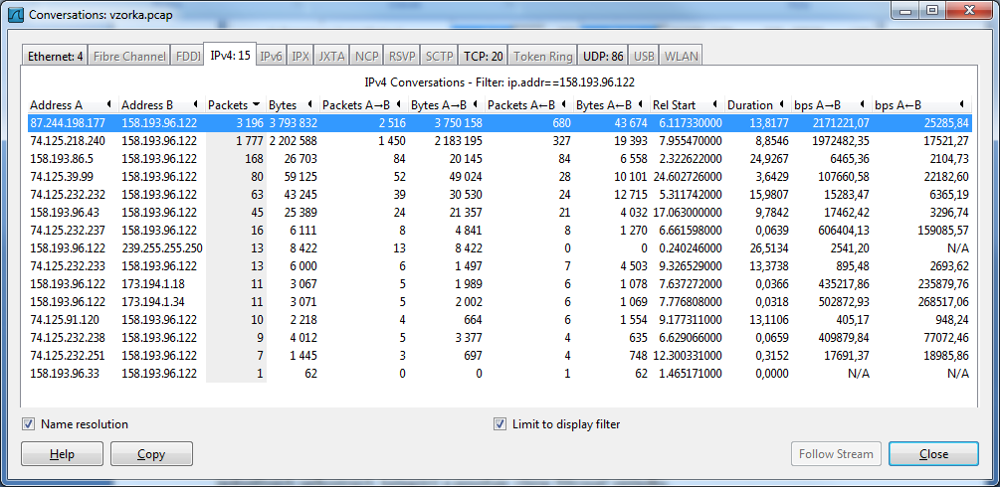 Conversations: vzorka.pcap
Ethernet: 4 Fibre Channel FDDI IPv4: 15 IPv6 IPX JXTA NCP RSVP SCTP TCP: 20 Token Ring UDP: 86 USB WLAN
IPv4 Conversations - Filter: ip.addr==158.193.96.122
Address A Address B Packets Bytes Packets A→B Bytes A→B Packets A←B Bytes A←B Rel Start Duration bps A→B bps A←B
87.244.198.177 158.193.96.122 3 196 3 793 832 2 516 3 750 158 680 43 674 6.117330000 13,8177 2171221,07 25285,84
74.125.218.240 158.193.96.122 1 777 2 202 588 1 450 2 183 195 327 19 393 7.955470000 8,8546 1972482,35 17521,27
158.193.86.5 158.193.96.122 168 26 703 84 20 145 84 6 558 2.322622000 24,9267 6465,36 2104,73
74.125.39.99 158.193.96.122 80 59 125 52 49 024 28 10 101 24.602726000 3,6429 107660,58 22182,60
74.125.232.232 158.193.96.122 63 43 245 39 30 530 24 12 715 5.311742000 15,9807 15283,47 6365,19
158.193.96.43 158.193.96.122 45 25 389 24 21 357 21 4 032 17.063000000 9,7842 17462,42 3296,74
74.125.232.237 158.193.96.122 16 6 111 8 4 841 8 1 270 6.661598000 0,0639 606404,13 159085,57
158.193.96.122 239.255.255.250 13 8 422 13 8 422 0 0 0.240246000 26,5134 2541,20 N/A
74.125.232.233 158.193.96.122 13 6 000 6 1 497 7 4 503 9.326529000 13,3738 895,48 2693,62
158.193.96.122 173.194.1.18 11 3 067 5 1 989 6 1 078 7.637272000 0,0366 435217,86 235879,76
158.193.96.122 173.194.1.34 11 3 071 5 2 002 6 1 069 7.776808000 0,0318 502872,93 268517,06
74.125.91.120 158.193.96.122 10 2 218 4 664 6 1 554 9.177311000 13,1106 405,17 948,24
74.125.232.238 158.193.96.122 9 4 012 5 3 377 4 635 6.629066000 0,0659 409879,84 77072,46
74.125.232.251 158.193.96.122 7 1 445 3 697 4 748 12.300331000 0,3152 17691,37 18985,86
158.193.96.33 158.193.96.122 1 62 0 0 1 62 1.465171000 0,0000 N/A N/A
Name resolution Limit to display filter
Help Copy Follow Stream Close